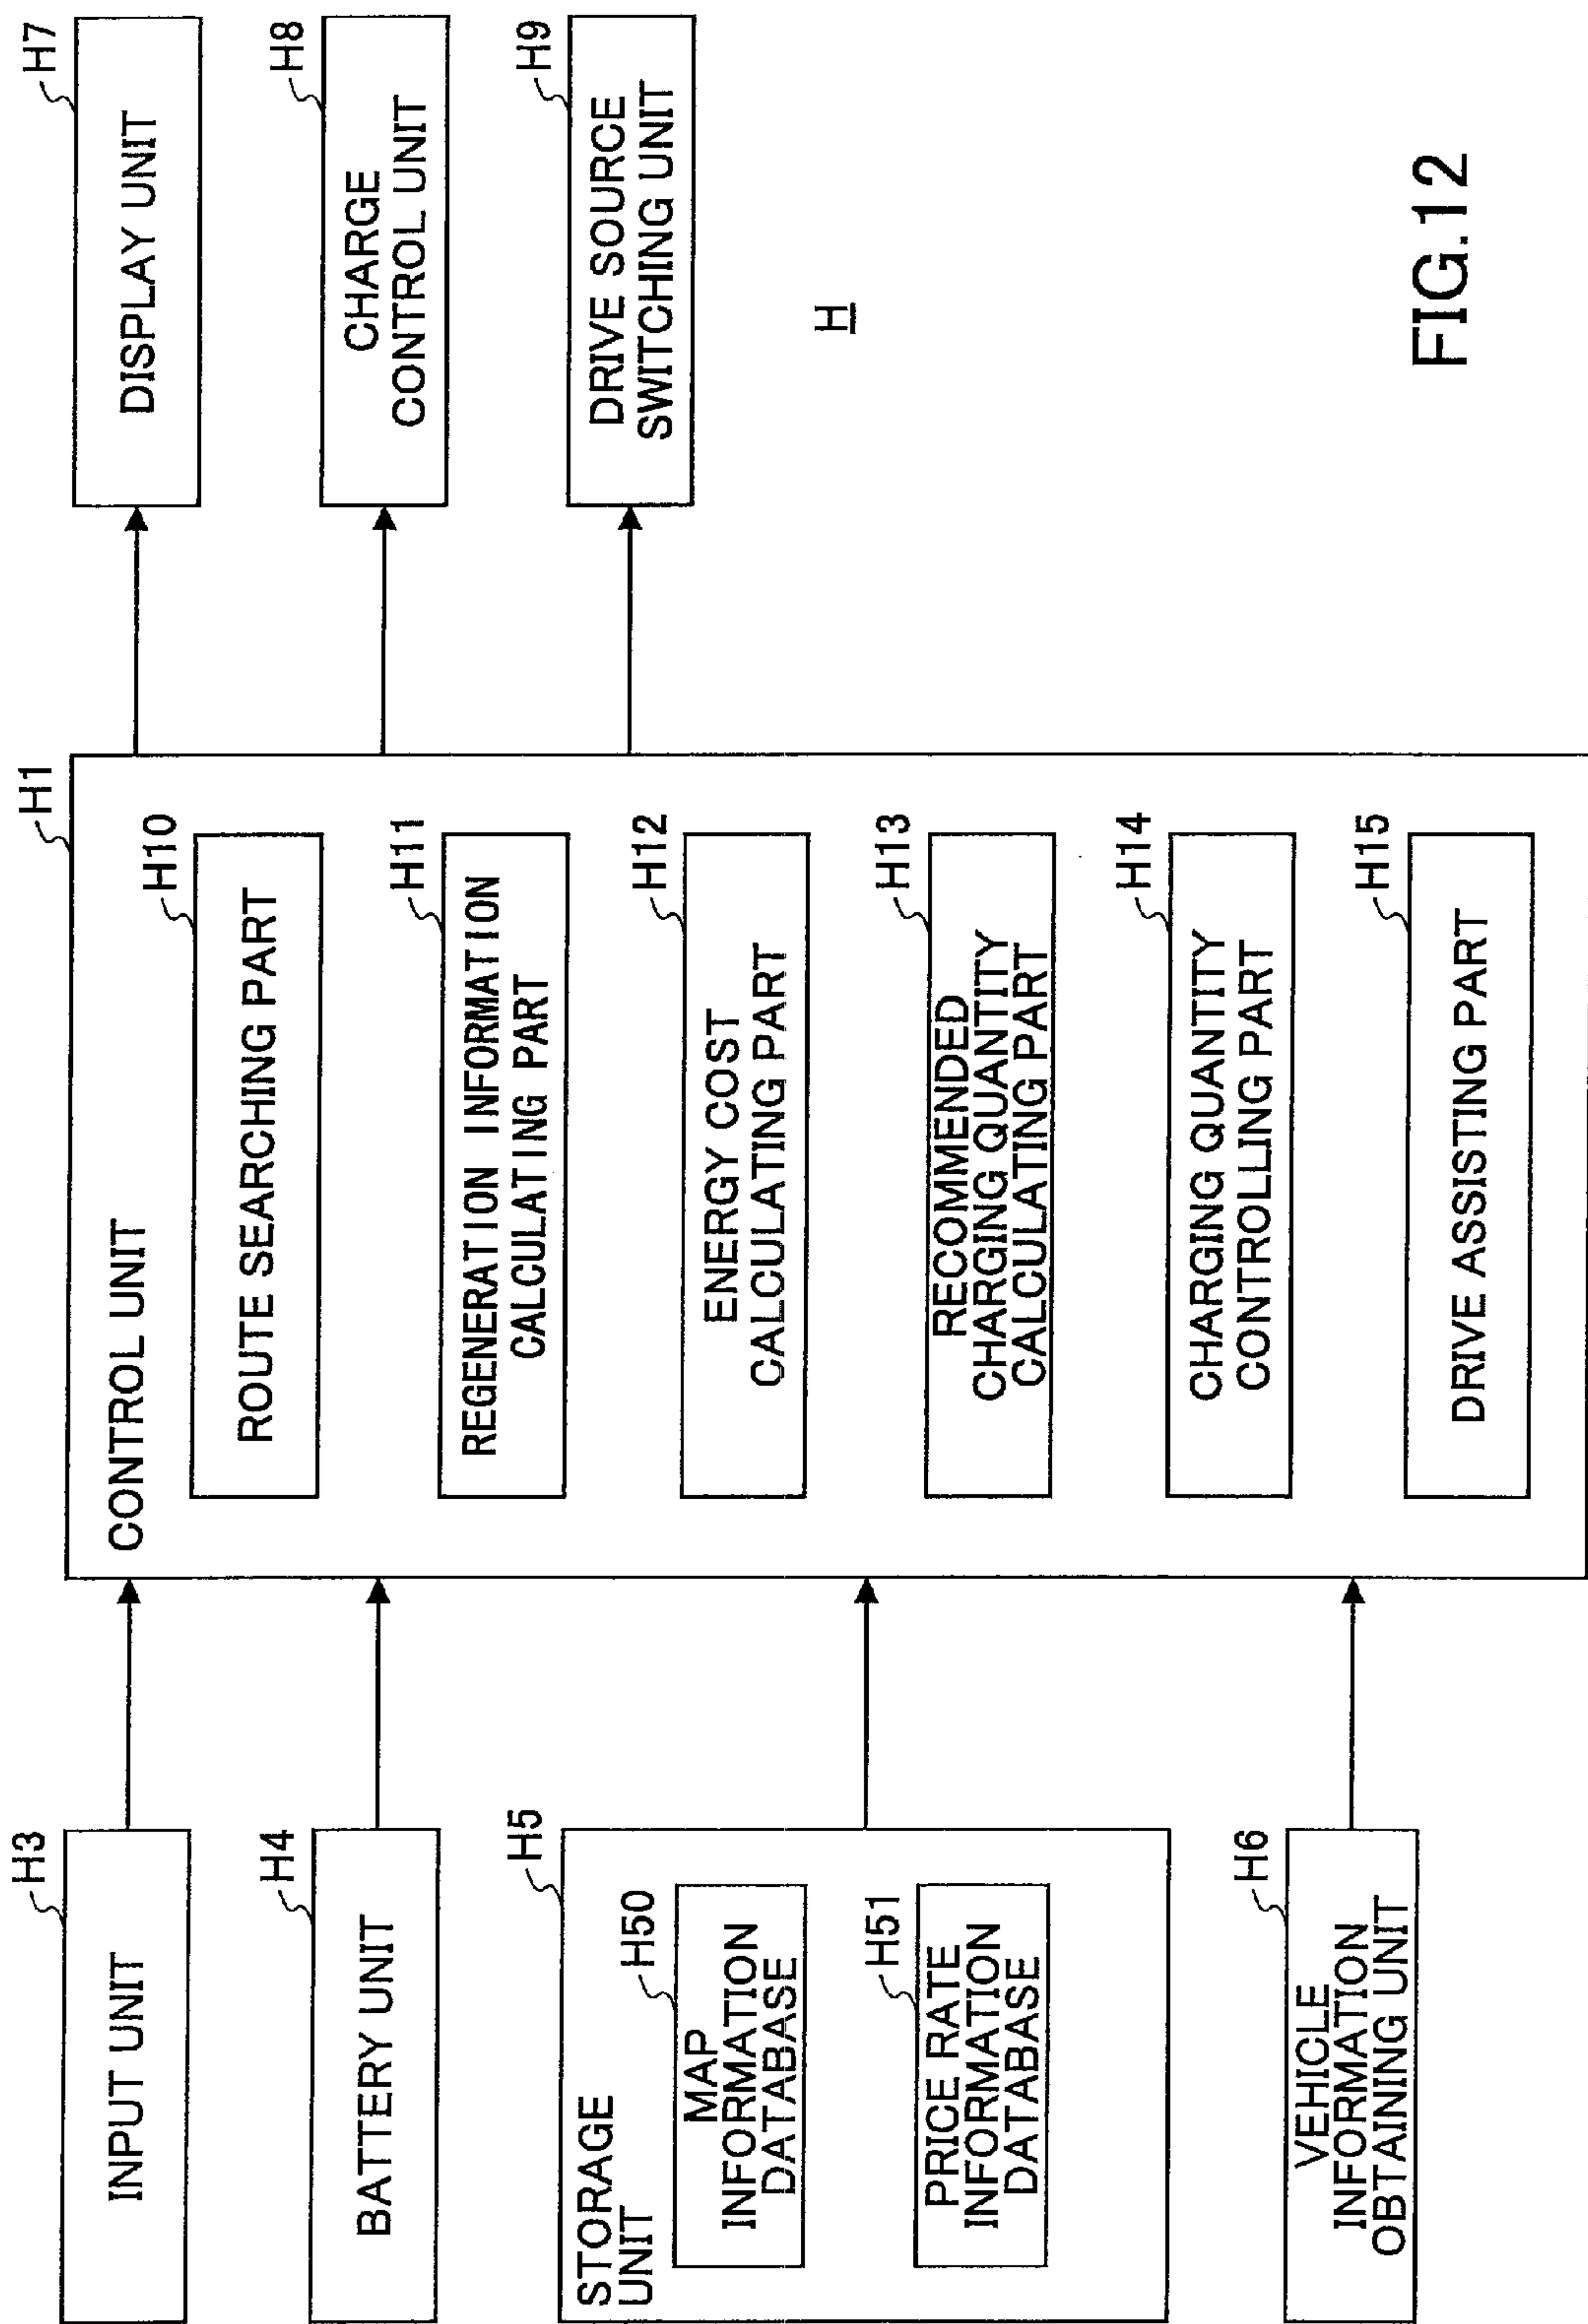 H3
INPUT UNIT
H4
BATTERY UNIT
H5
STORAGE
UNIT
H50
MAP
INFORMATION
DATABASE
H51
PRICE RATE
INFORMATION
DATABASE
H6
VEHICLE
INFORMATION
OBTAINING UNIT
H1
CONTROL UNIT
H10
ROUTE SEARCHING PART
H11
REGENERATION INFORMATION
CALCULATING PART
H12
ENERGY COST
CALCULATING PART
H13
RECOMMENDED
CHARGING QUANTITY
CALCULATING PART
H14
CHARGING QUANTITY
CONTROLLING PART
H15
DRIVE ASSISTING PART
H7
DISPLAY UNIT
H8
CHARGE
CONTROL UNIT
H9
DRIVE SOURCE
SWITCHING UNIT
H
FIG.12